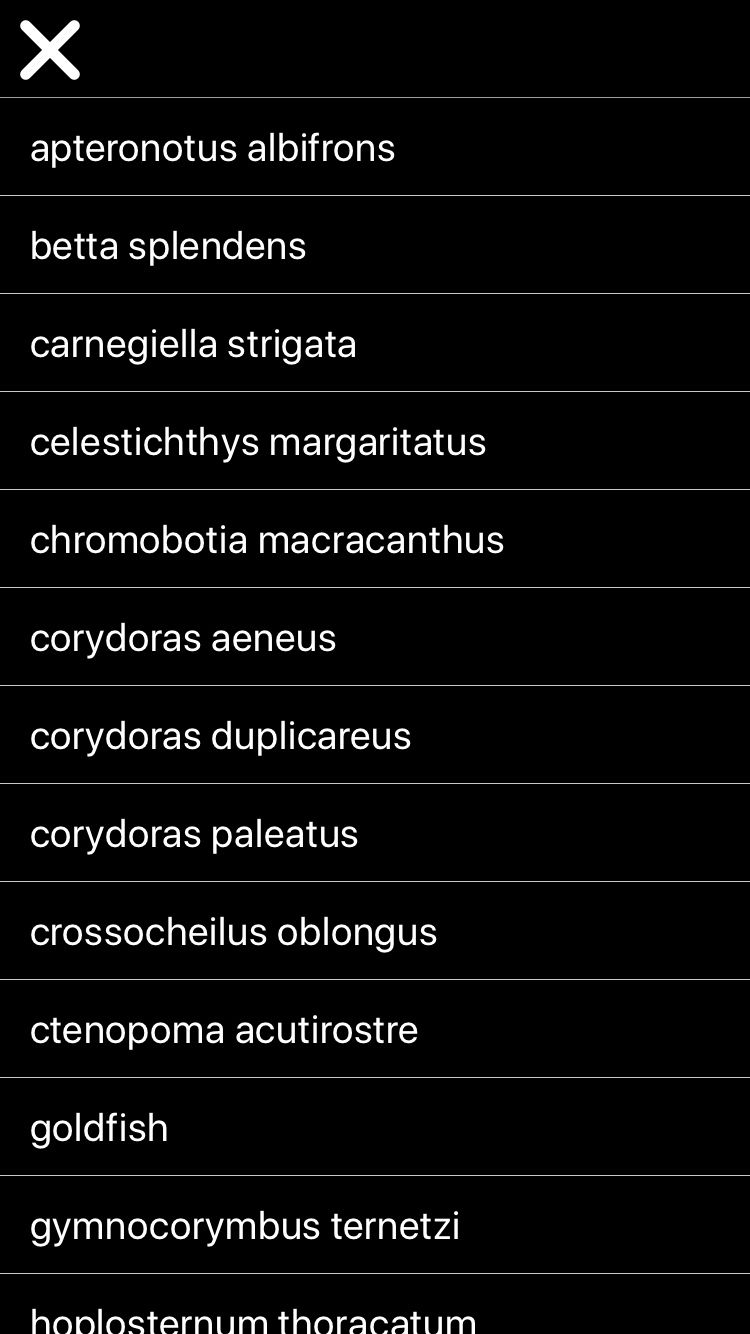 apteronotus albifrons
betta splendens
carnegiella strigata
celestichthys margaritatus
chromobotia macracanthus
corydoras aeneus
corydoras duplicareus
corydoras paleatus
crossocheilus oblongus
ctenopoma acutirostre
goldfish
gymnocorymbus ternetzi
hoplosternum thoracatum